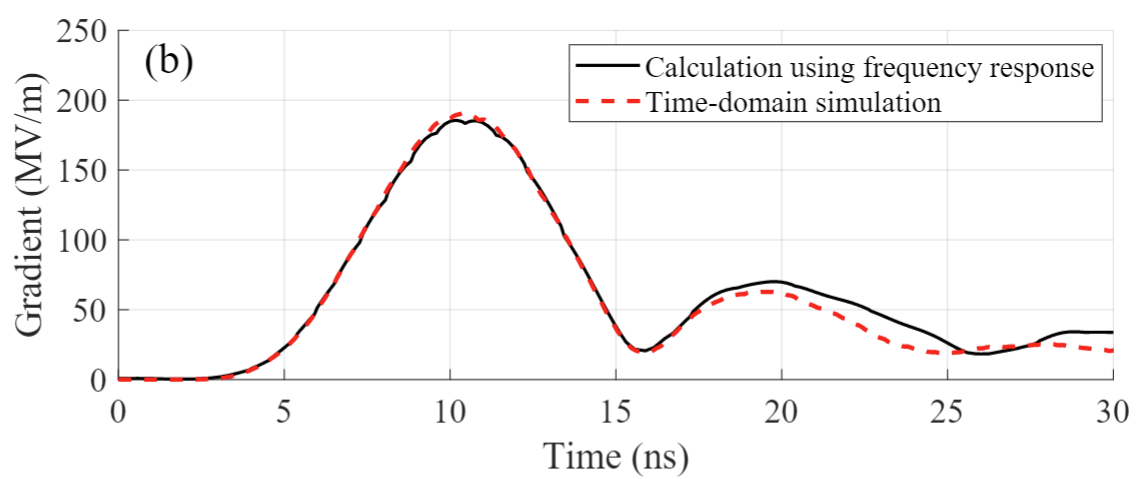 (b)
Calculation using frequency response
Time-domain simulation
Gradient (MV/m)
250
200
150
100
50
0
0 5 10 15 20 25 30
Time (ns)